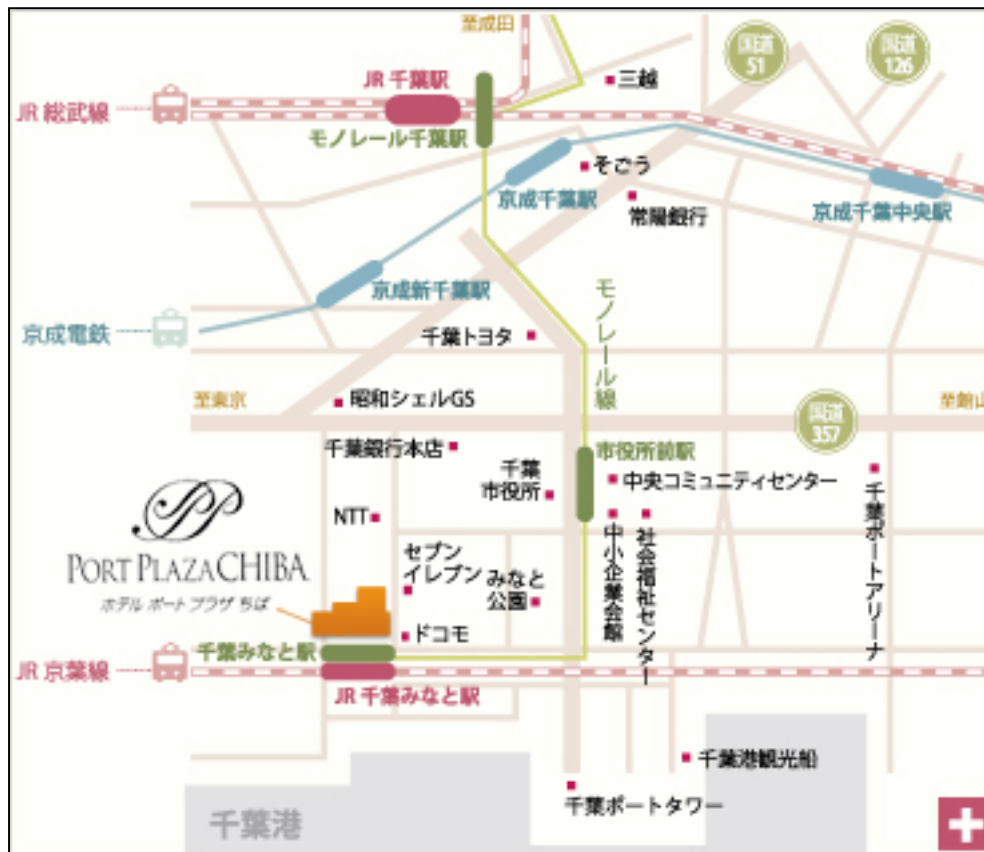 至成田
国道
51
国道
126
JR 千葉駅
三越
JR 総武線
モノレール千葉駅
そごう
京成千葉駅
常陽銀行
京成千葉中央駅
京成新千葉駅
京成電鉄
千葉トヨタ
モノレール線
至東京
昭和シェルGS
国道
357
至館山
千葉銀行本店
市役所前駅
千葉
市役所
中央コミュニティセンター
千葉ポートアリーナ
NTT
中小企業会館
社会福祉センター
PORT PLAZA CHIBA
ホテル ポートプラザ ちば
セブン
イレブン
みなと
公園
ドコモ
千葉みなと駅
JR 京葉線
JR 千葉みなと駅
千葉港観光船
千葉ポートタワー
千葉港